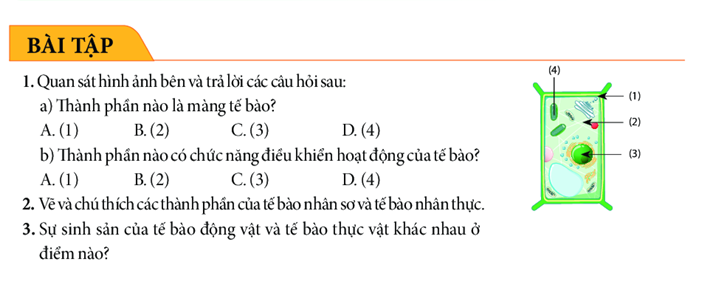 BÀI TẬP
1. Quan sát hình ảnh bên và trả lời các câu hỏi sau:
a) Thành phần nào là màng tế bào?
A. (1) B. (2) C. (3) D. (4)
b) Thành phần nào có chức năng điều khiển hoạt động của tế bào?
A. (1) B. (2) C. (3) D. (4)
2. Vẽ và chú thích các thành phần của tế bào nhân sơ và tế bào nhân thực.
3. Sự sinh sản của tế bào động vật và tế bào thực vật khác nhau ở
điểm nào?
(4)
(1)
(2)
(3)